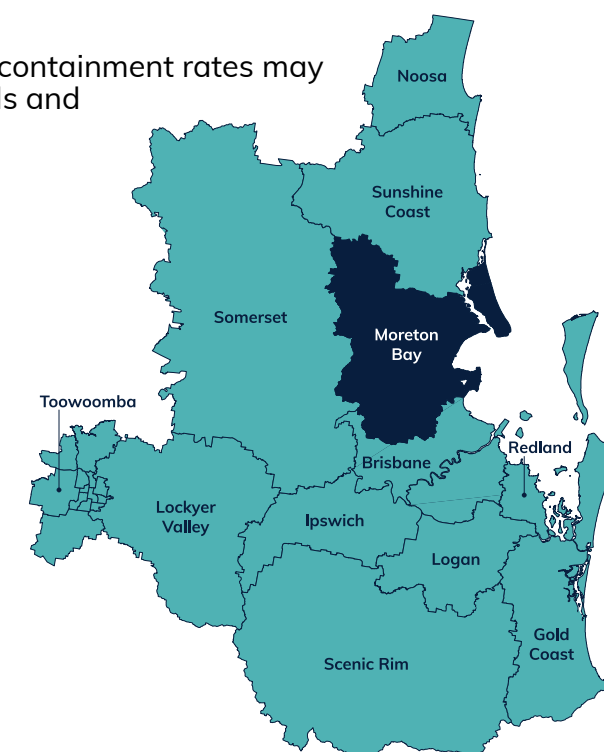 containment rates may
ls and
Noosa
Sunshine
Coast
Somerset
Moreton
Bay
Toowoomba
Redland
Brisbane
Lockyer
Valley
Ipswich
Logan
Gold
Coast
Scenic Rim